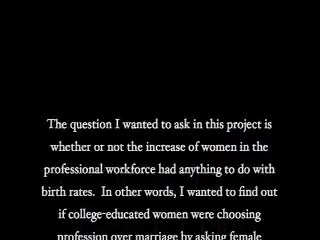 The question I wanted to ask in this project is
whether or not the increase of women in the
professional workforce had anything to do with
birth rates.  In other words, I wanted to find out
if college-educated women were choosing
profession over marriage by asking female